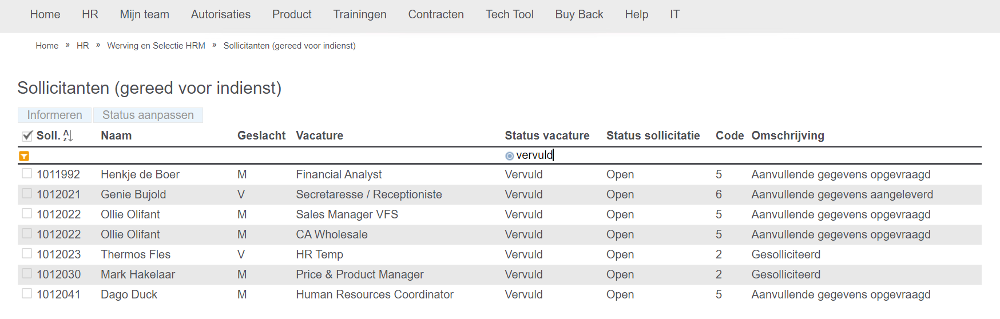 Home HR Mijn team Autorisaties Product Trainingen Contracten Tech Tool Buy Back Help IT
Home » HR » Werving en Selectie HRM » Sollicitanten (gereed voor indienst)
Sollicitanten (gereed voor indienst)
Informeren Status aanpassen
Soll. Naam Geslacht Vacature Status vacature Status sollicitatie Code Omschrijving
vervuld
1011992 Henkje de Boer M Financial Analyst Vervuld Open 5 Aanvullende gegevens opgevraagd
1012021 Genie Bujold V Secretaresse / Receptioniste Vervuld Open 6 Aanvullende gegevens aangeleverd
1012022 Ollie Olifant M Sales Manager VFS Vervuld Open 5 Aanvullende gegevens opgevraagd
1012022 Ollie Olifant M CA Wholesale Vervuld Open 5 Aanvullende gegevens opgevraagd
1012023 Thermos Fles V HR Temp Vervuld Open 2 Gesolliciteerd
1012030 Mark Hakelaar M Price & Product Manager Vervuld Open 2 Gesolliciteerd
1012041 Dago Duck M Human Resources Coordinator Vervuld Open 5 Aanvullende gegevens opgevraagd